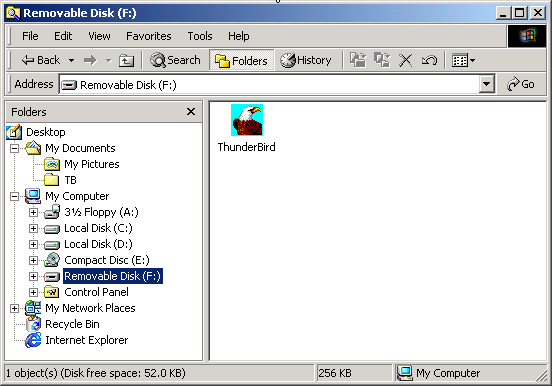 Removable Disk (F:)
File Edit View Favorites Tools Help
Back Search Folders History
Address Removable Disk (F:) Go
Folders
Desktop
My Documents
My Pictures
TB
My Computer
3½ Floppy (A:)
Local Disk (C:)
Local Disk (D:)
Compact Disc (E:)
Removable Disk (F:)
Control Panel
My Network Places
Recycle Bin
Internet Explorer
ThunderBird
1 object(s) (Disk free space: 52.0 KB) 256 KB My Computer